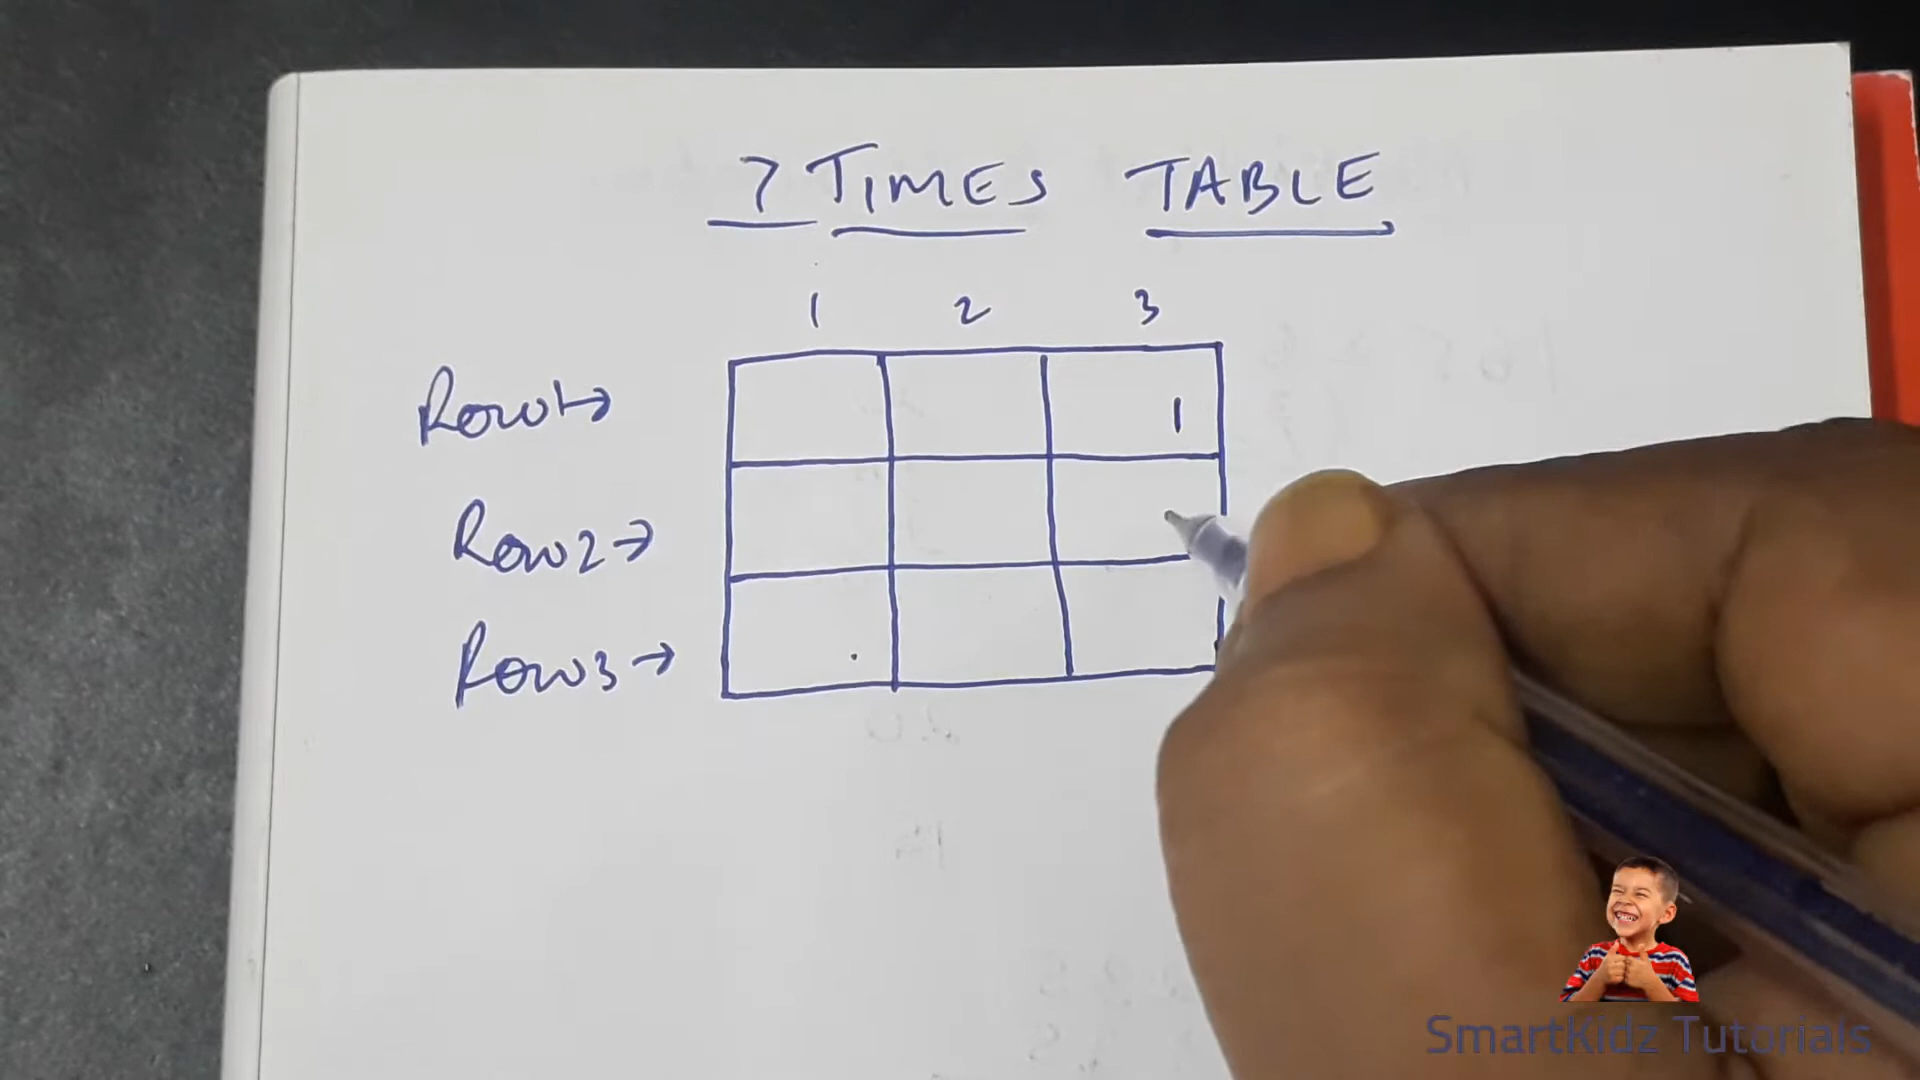 7 TIMES TABLE
1 2 3
Row1→
1
Row2→
Row3→
SmartKidz Tutorials